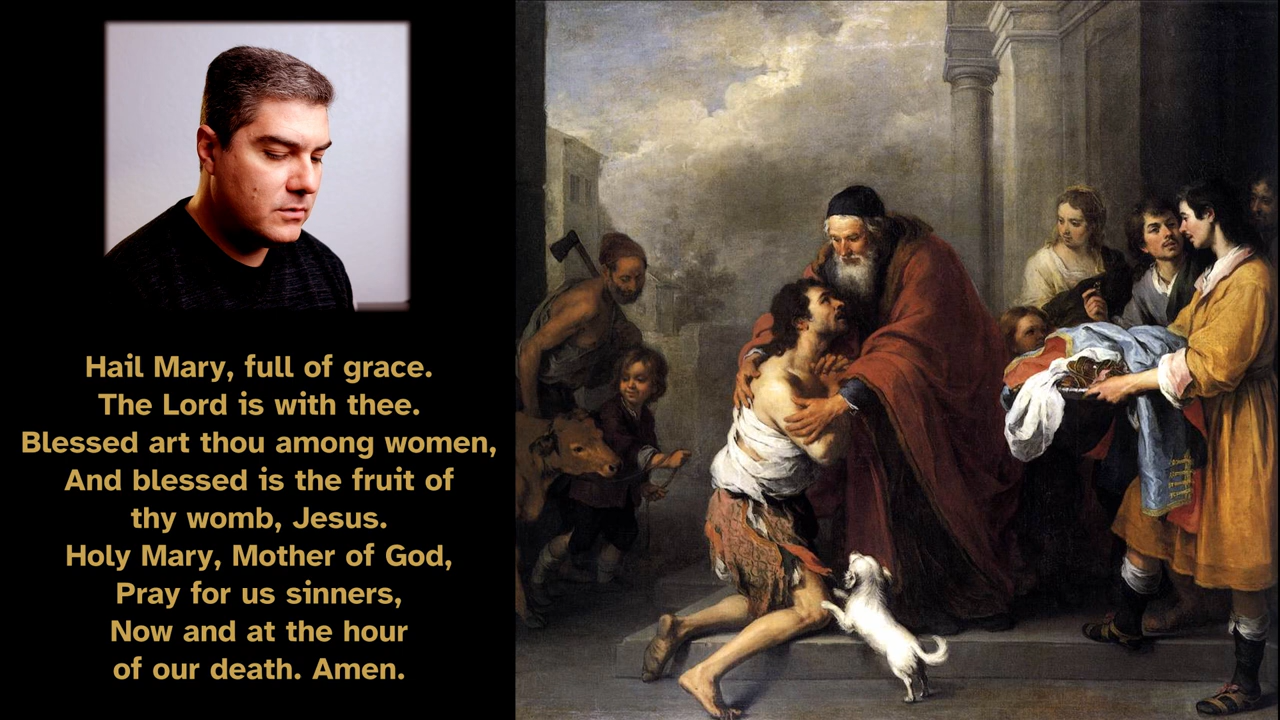 Hail Mary, full of grace.
The Lord is with thee.
Blessed art thou among women,
And blessed is the fruit of
thy womb, Jesus.
Holy Mary, Mother of God,
Pray for us sinners,
Now and at the hour
of our death. Amen.